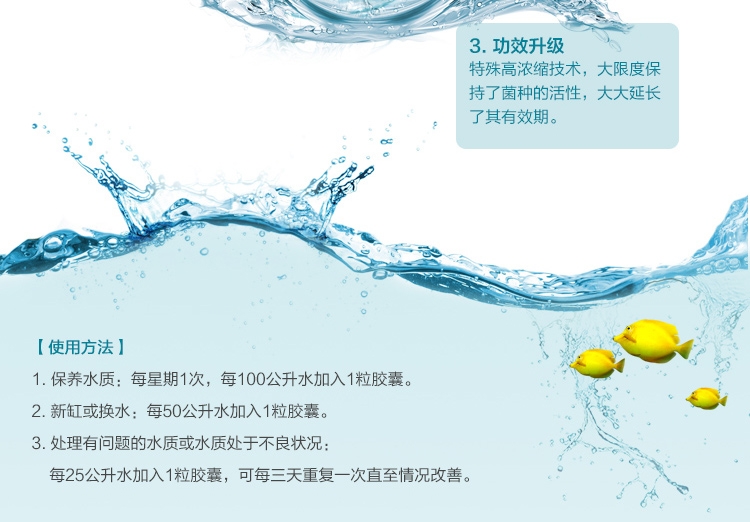 3. 功效升级
特殊高浓缩技术，大限度保
持了菌种的活性，大大延长
了其有效期。
【 使用方法 】
1. 保养水质：每星期1次，每100公升水加入1粒胶囊。
2. 新缸或换水：每50公升水加入1粒胶囊。
3. 处理有问题的水质或水质处于不良状况；
每25公升水加入1粒胶囊，可每三天重复一次直至情况改善。